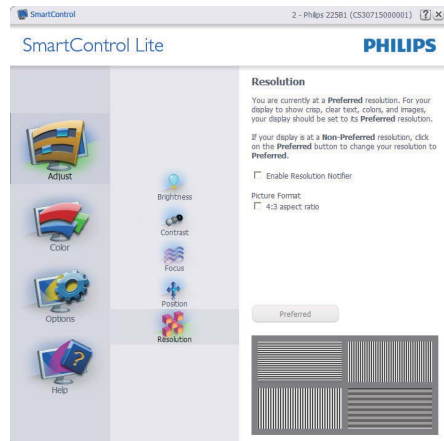 SmartControl
2 - Philips 225B1 (CS30715000001)
SmartControl Lite
PHILIPS
Adjust
Color
Options
Help
Brightness
Contrast
Focus
Position
Resolution
Resolution
You are currently at a Preferred resolution. For your
display to show crisp, clear text, colors, and images,
your display should be set to its Preferred resolution.
If your display is at a Non-Preferred resolution, click
on the Preferred button to change your resolution to
Preferred.
Enable Resolution Notifier
Picture Format
4:3 aspect ratio
Preferred